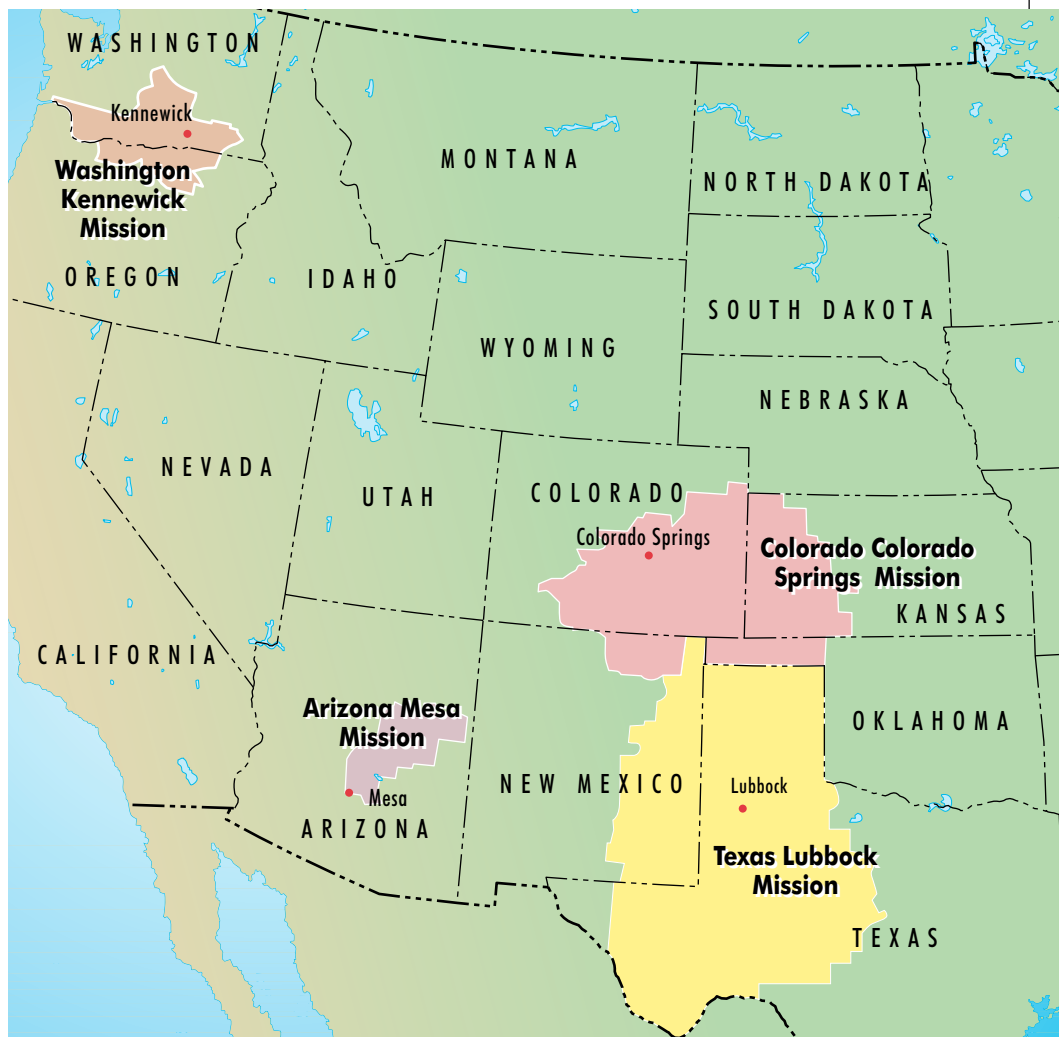 WASHINGTON
Kennewick
Washington
Kennewick
Mission
MONTANA
NORTH DAKOTA
OREGON
IDAHO
SOUTH DAKOTA
WYOMING
NEBRASKA
NEVADA
UTAH
COLORADO
Colorado Springs
Colorado Colorado
Springs Mission
KANSAS
CALIFORNIA
Arizona Mesa
Mission
OKLAHOMA
NEW MEXICO
Lubbock
Mesa
ARIZONA
Texas Lubbock
Mission
TEXAS